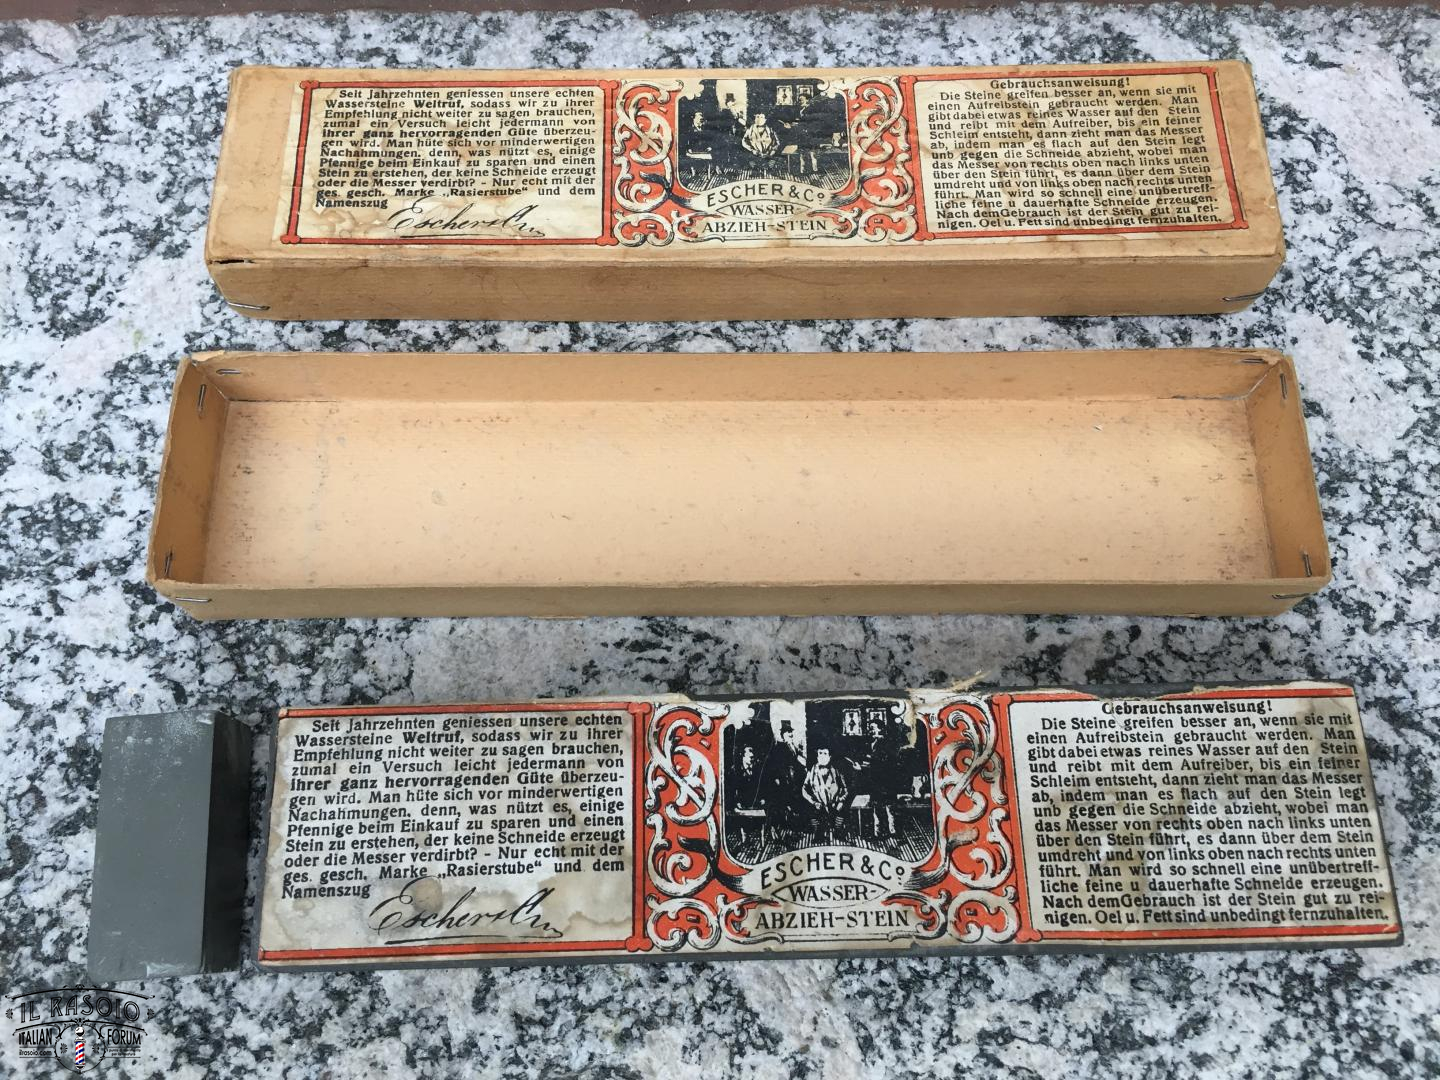 Seit Jahrzehnten geniessen unsere echten
Wassersteine Weltruf, sodass wir zu ihrer
Empfehlung nicht weiter zu sagen brauchen,
zumal ein Versuch leicht jedermann von
ihrer ganz hervorragenden Güte überzeu-
gen wird. Man hüte sich vor minderwertigen
Nachahmungen. denn, was nützt es, einige
Pfennige beim Einkauf zu sparen und einen
Stein zu erstehen, der keine Schneide erzeugt
oder die Messer verdirbt? - Nur echt mit der
ges. gesch. Marke „Rasierstube“ und dem
Namenszug
Escher & Co
ESCHER & Co
WASSER-
ABZIEH-STEIN
Gebrauchsanweisung!
Die Steine greifen besser an, wenn sie mit
einen Aufreibstein gebraucht werden. Man
gibt dabei etwas reines Wasser auf den Stein
und reibt mit dem Aufreiber, bis ein feiner
Schleim entsteht, dann zieht man das Messer
ab, indem man es flach auf den Stein legt
unb gegen die Schneide abzieht, wobei man
das Messer von rechts oben nach links unten
über den Stein führt, es dann über dem Stein
umdreht und von links oben nach rechts unten
führt. Man wird so schnell eine unübertreff-
liche feine u dauerhafte Schneide erzeugen.
Nach dem Gebrauch ist der Stein gut zu rei-
nigen. Oel u. Fett sind unbedingt fernzuhalten.
Seit Jahrzehnten geniessen unsere echten
Wassersteine Weltruf, sodass wir zu ihrer
Empfehlung nicht weiter zu sagen brauchen,
zumal ein Versuch leicht jedermann von
ihrer ganz hervorragenden Güte überzeu-
gen wird. Man hüte sich vor minderwertigen
Nachahmungen. denn, was nützt es, einige
Pfennige beim Einkauf zu sparen und einen
Stein zu erstehen, der keine Schneide erzeugt
oder die Messer verdirbt? - Nur echt mit der
ges. gesch. Marke „Rasierstube“ und dem
Namenszug
Escher & Co
ESCHER & Co
WASSER-
ABZIEH-STEIN
Gebrauchsanweisung!
Die Steine greifen besser an, wenn sie mit
einen Aufreibstein gebraucht werden. Man
gibt dabei etwas reines Wasser auf den Stein
und reibt mit dem Aufreiber, bis ein feiner
Schleim entsteht, dann zieht man das Messer
ab, indem man es flach auf den Stein legt
unb gegen die Schneide abzieht, wobei man
das Messer von rechts oben nach links unten
über den Stein führt, es dann über dem Stein
umdreht und von links oben nach rechts unten
führt. Man wird so schnell eine unübertreff-
liche feine u dauerhafte Schneide erzeugen.
Nach dem Gebrauch ist der Stein gut zu rei-
nigen. Oel u. Fett sind unbedingt fernzuhalten.
IL RASOIO
ITALIAN FORUM
ilrasoio.com